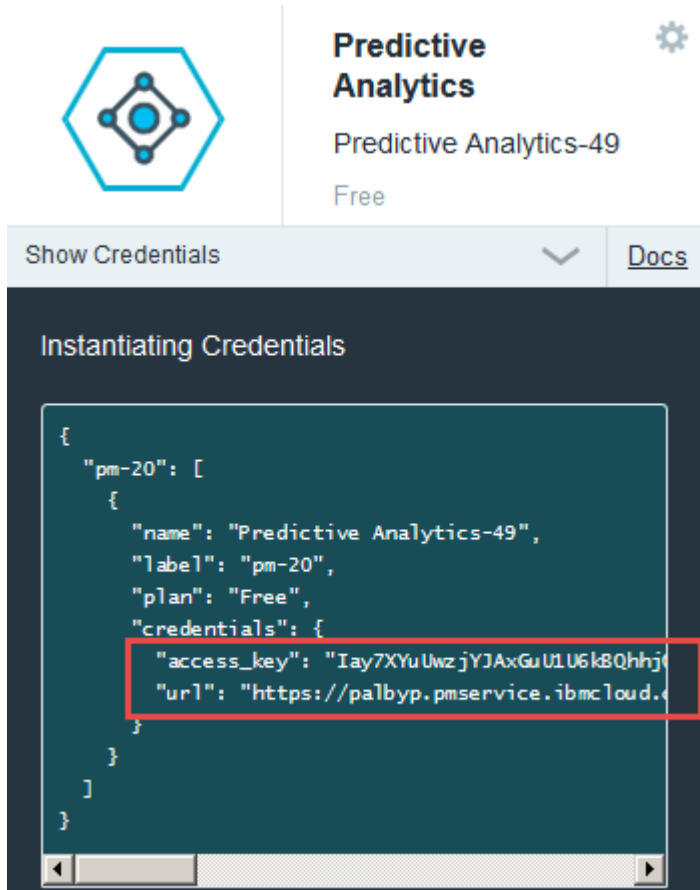 Predictive
Analytics
Predictive Analytics-49
Free
Show Credentials
Docs
Instantiating Credentials
{
"pm-20": [
{
"name": "Predictive Analytics-49",
"label": "pm-20",
"plan": "Free",
"credentials": {
"access_key":
"url": "https://palbyp.pmservice.ibmcloud.
}
}
]
}